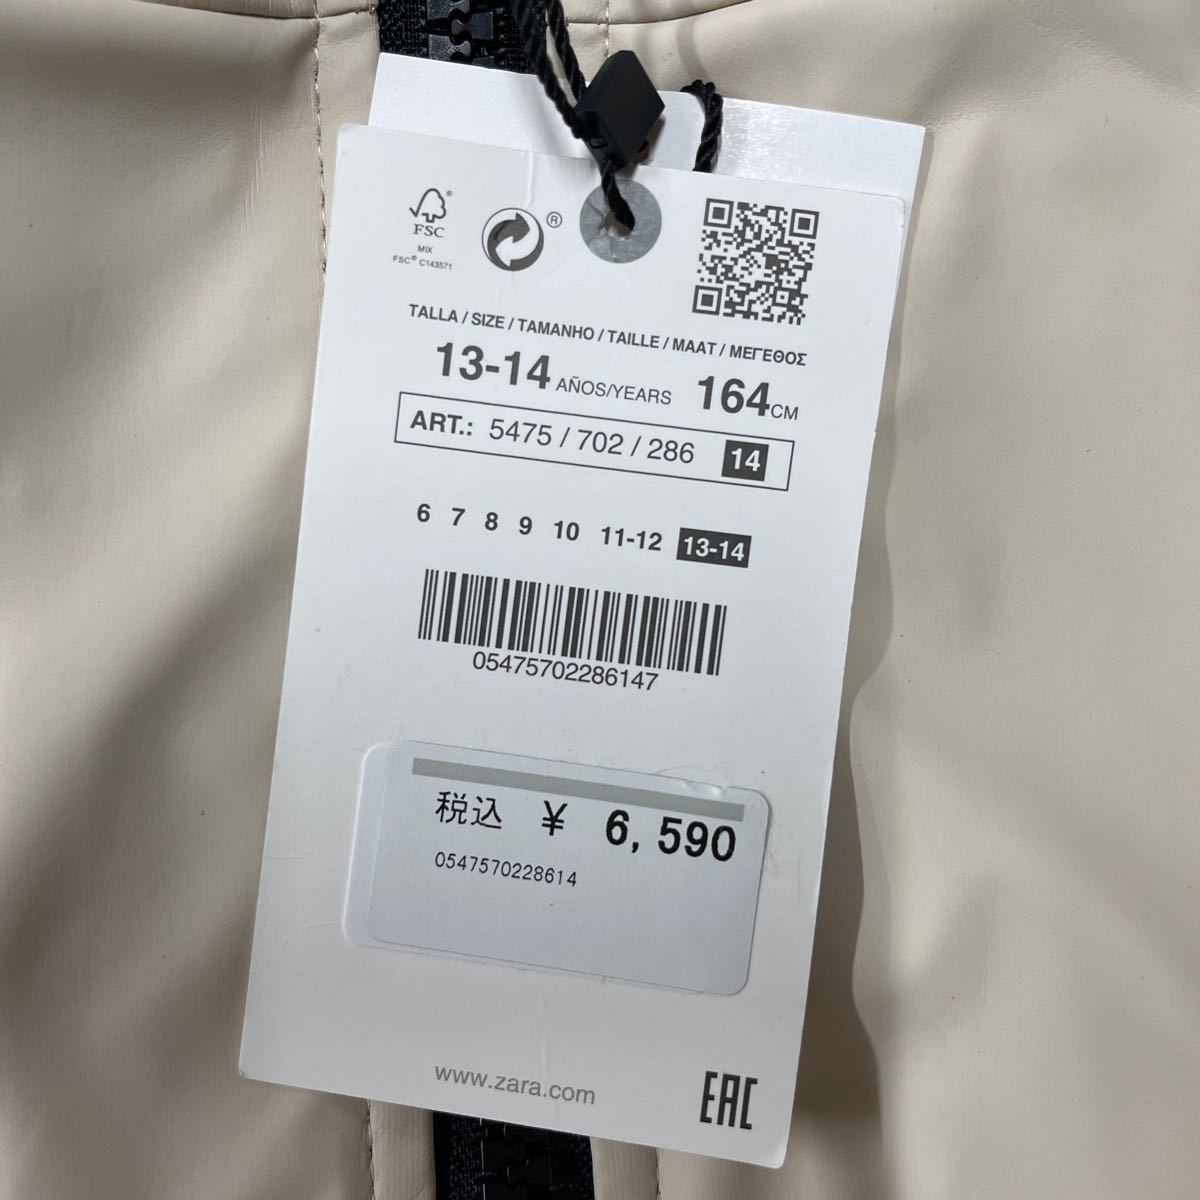 FSC®
MIX
FSC® C143571
®
TALLA / SIZE / TAMANHO / TAILLE / MAAT / ΜΕΓΕΘΟΣ
13-14 AÑOS/YEARS 164CM
ART.: 5475 / 702 / 286 14
6 7 8 9 10 11-12 13-14
05475702286147
税込 ¥ 6,590
0547570228614
www.zara.com
EAC